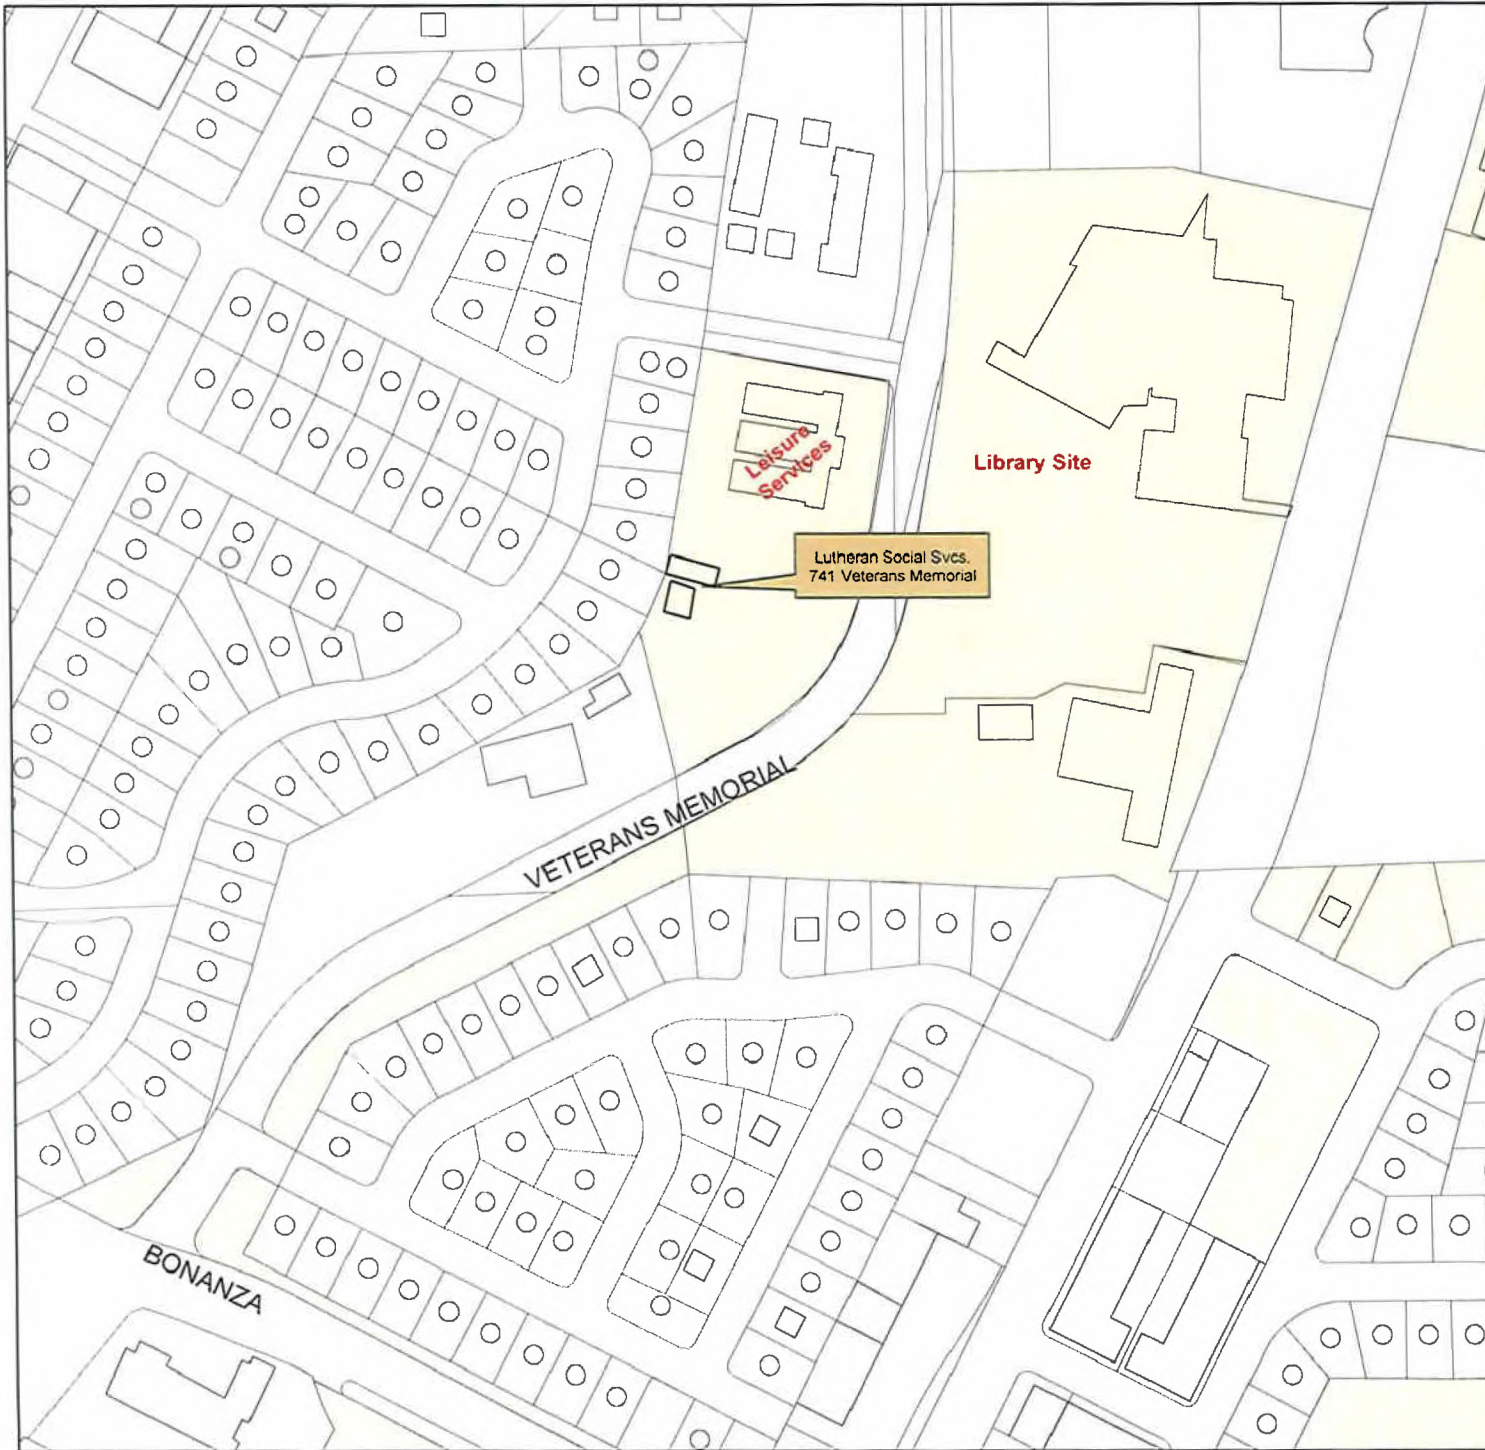 Leisure
Services
Library Site
Lutheran Social Svcs.
741 Veterans Memorial
VETERANS MEMORIAL
BONANZA